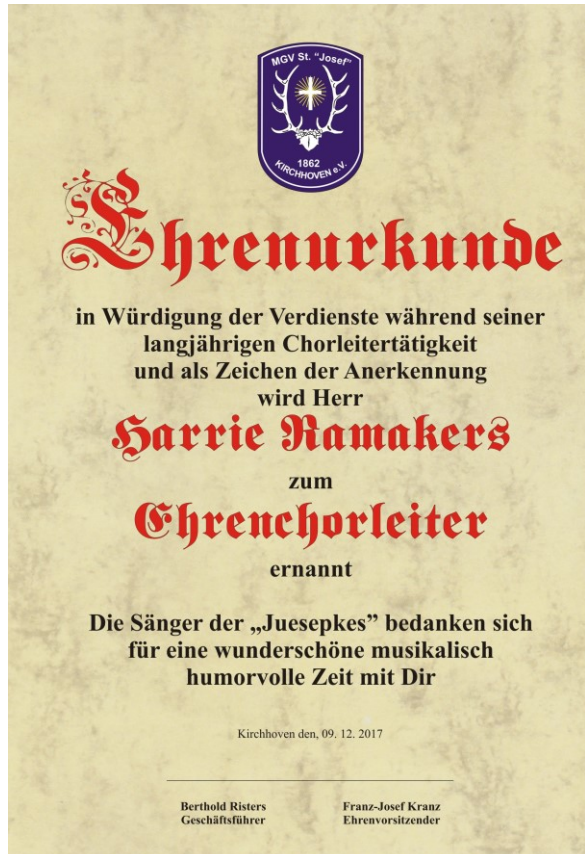 MGV St. "Josef"
1862
KIRCHHOVEN e.V.
Ehrenurkunde
in Würdigung der Verdienste während seiner
langjährigen Chorleitertätigkeit
und als Zeichen der Anerkennung
wird Herr
Harrie Ramakers
zum
Ehrenchorleiter
ernannt
Die Sänger der „Juesepkes” bedanken sich
für eine wunderschöne musikalisch
humorvolle Zeit mit Dir
Kirchhoven den, 09. 12. 2017
Berthold Risters Franz-Josef Kranz
Geschäftsführer Ehrenvorsitzender